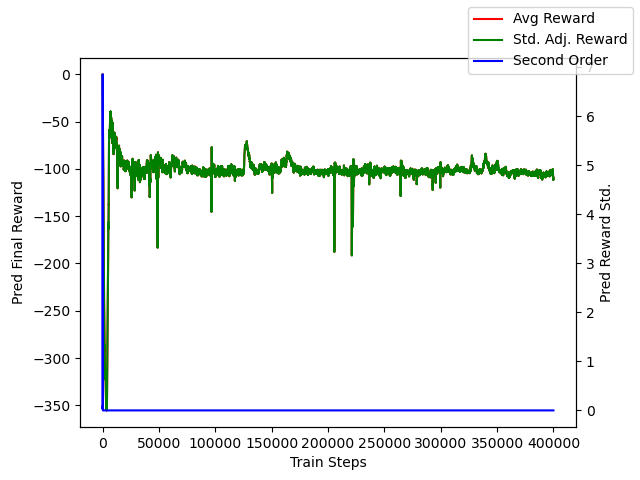 Avg Reward
Std. Adj. Reward
Second Order
0
−50
−100
−150
−200
−250
−300
−350
Pred Final Reward
7
6
5
4
3
2
1
0
Pred Reward Std.
0 50000 100000 150000 200000 250000 300000 350000 400000
Train Steps